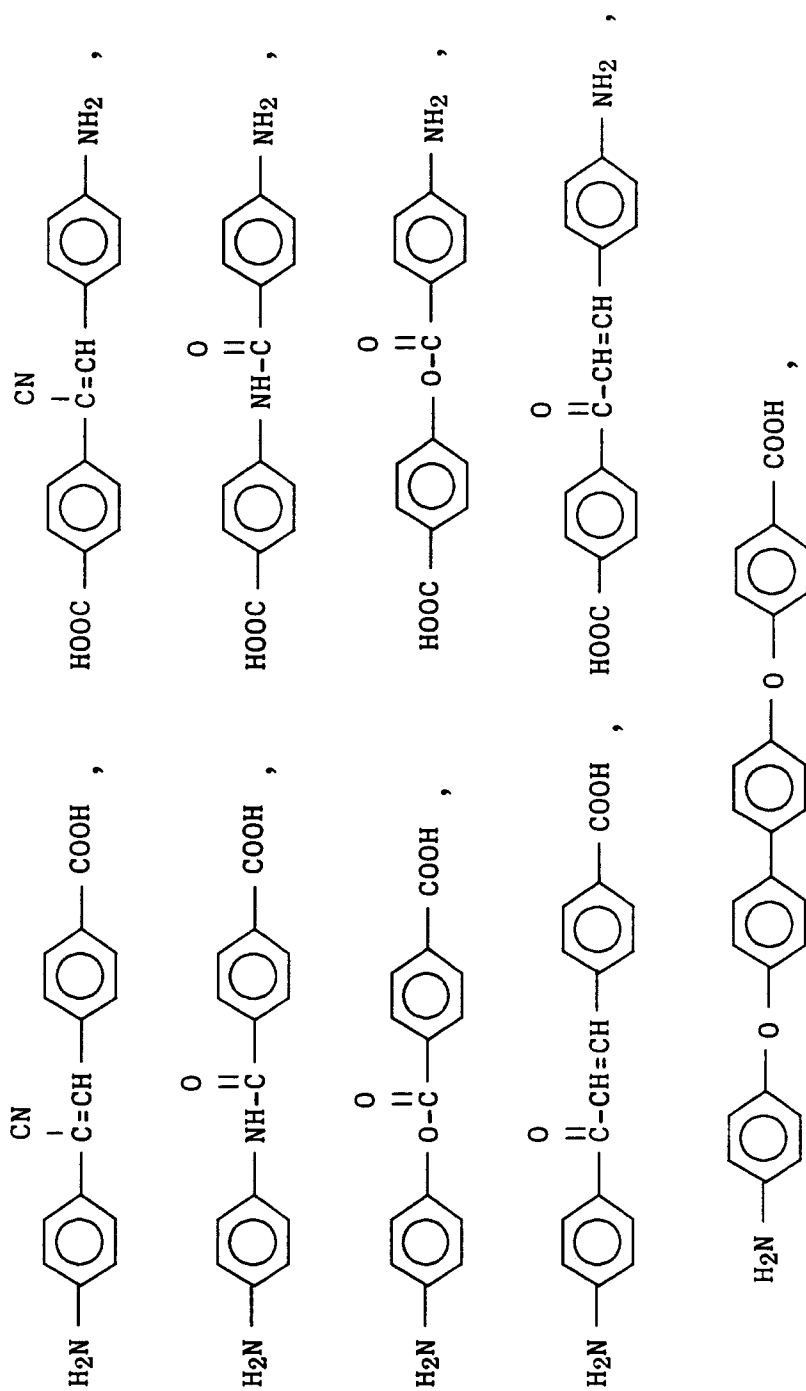 CN CN
H2N C=CH COOH , HOOC C=CH NH2 ,
O O
H2N NH-C COOH , HOOC NH-C NH2 ,
O O
H2N O-C COOH , HOOC O-C NH2 ,
O O
H2N C-CH=CH COOH , HOOC C-CH=CH NH2 ,
H2N O O COOH ,